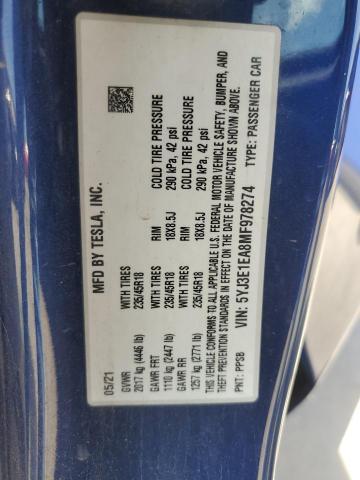 MFD BY TESLA, INC.
05/21
GVWR
2017 kg (4446 lb)
GAWR FRT WITH TIRES RIM COLD TIRE PRESSURE
1110 kg (2447 lb) 235/45R18 18X8.5J 290 kPa, 42 psi
GAWR RR WITH TIRES RIM COLD TIRE PRESSURE
1257 kg (2771 lb) 235/45R18 18X8.5J 290 kPa, 42 psi
THIS VEHICLE CONFORMS TO ALL APPLICABLE U.S. FEDERAL MOTOR VEHICLE SAFETY, BUMPER, AND
THEFT PREVENTION STANDARDS IN EFFECT ON THE DATE OF MANUFACTURE SHOWN ABOVE.
PNT: PPSB VIN: 5YJ3E1EA8MF978274 TYPE: PASSENGER CAR